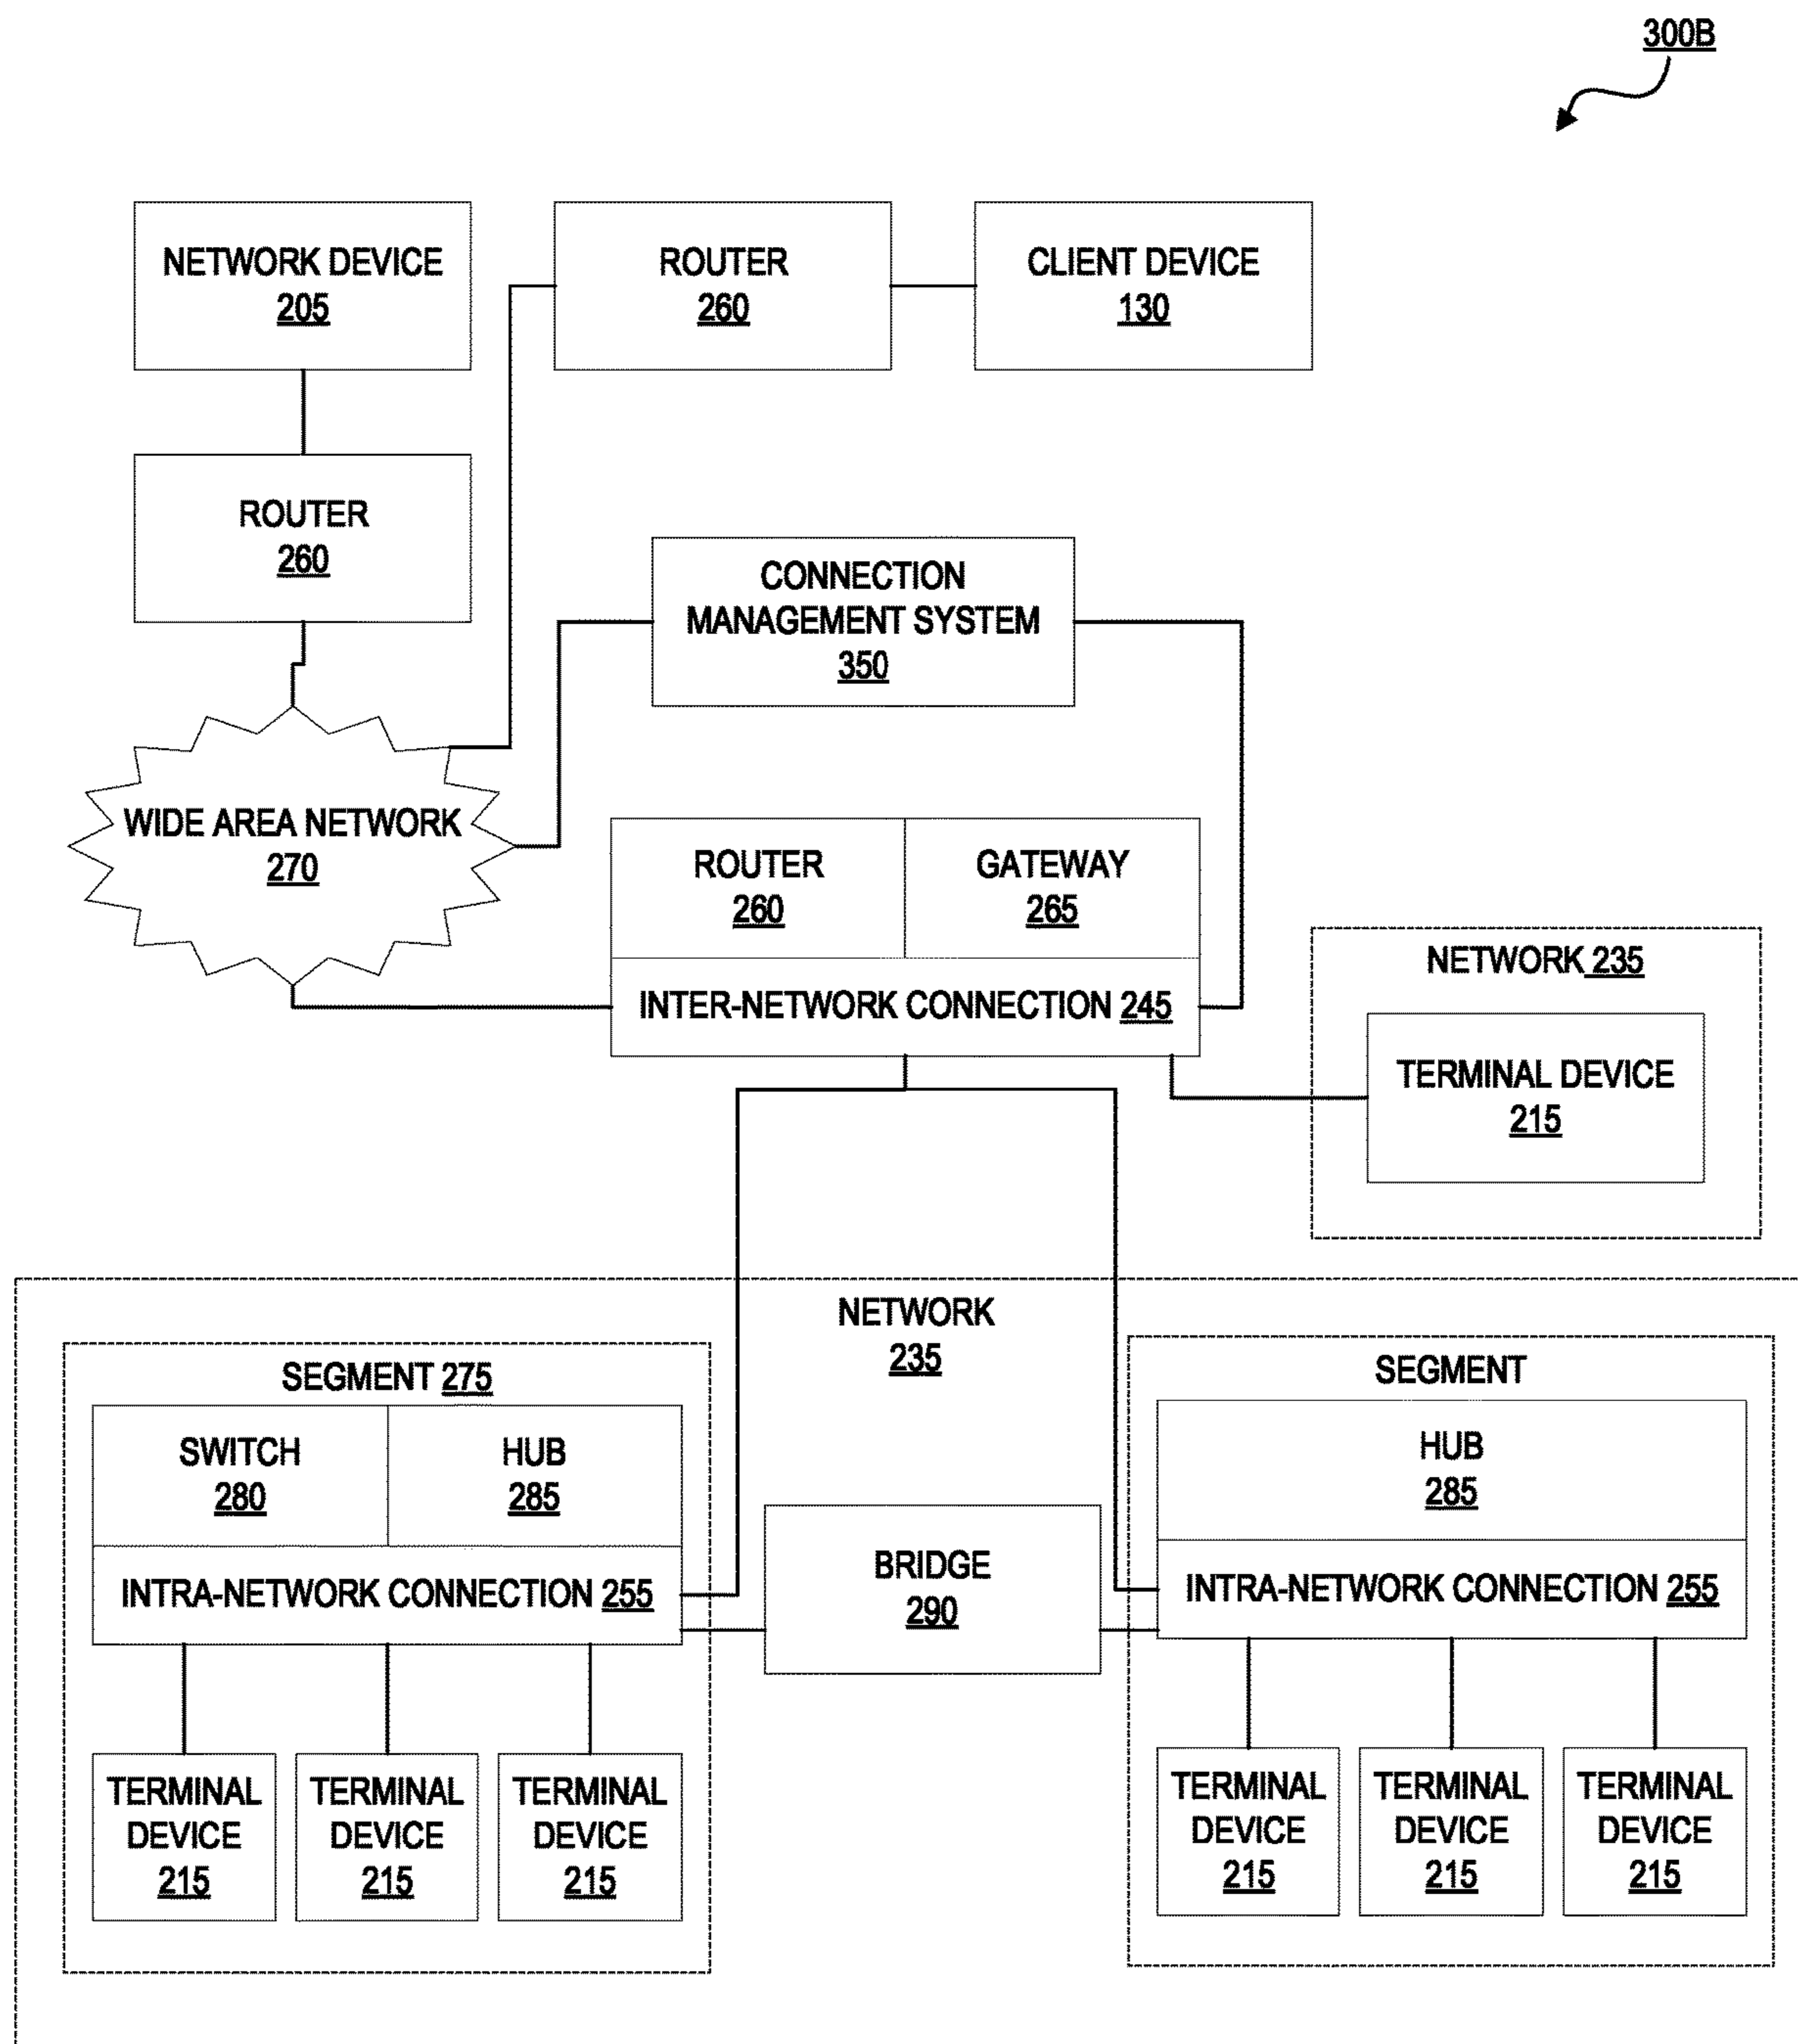 300B
NETWORK DEVICE
205
ROUTER
260
CLIENT DEVICE
130
ROUTER
260
CONNECTION
MANAGEMENT SYSTEM
350
WIDE AREA NETWORK
270
ROUTER
260
GATEWAY
265
INTER-NETWORK CONNECTION 245
NETWORK 235
TERMINAL DEVICE
215
NETWORK
235
SEGMENT 275
SWITCH
280
HUB
285
INTRA-NETWORK CONNECTION 255
TERMINAL
DEVICE
215
TERMINAL
DEVICE
215
TERMINAL
DEVICE
215
BRIDGE
290
SEGMENT
HUB
285
INTRA-NETWORK CONNECTION 255
TERMINAL
DEVICE
215
TERMINAL
DEVICE
215
TERMINAL
DEVICE
215